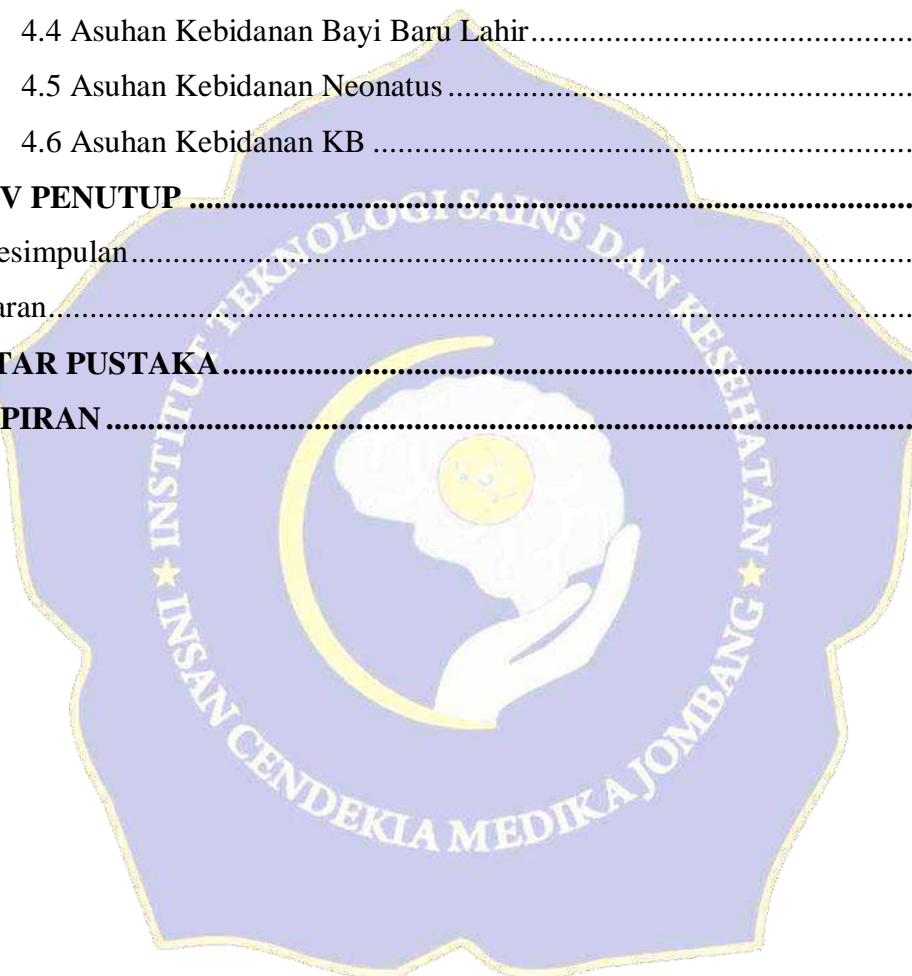 4.4 Asuhan Kebidanan Bayi Baru Lahir................................................
4.5 Asuhan Kebidanan Neonatus ..........................................................
4.6 Asuhan Kebidanan KB ....................................................................
V PENUTUP ...........................................................................................
esimpulan.................................................................................................
aran...........................................................................................................
TAR PUSTAKA......................................................................................
PIRAN .....................................................................................................
INSTITUT TEKNOLOGI SAINS DAN KESEHATAN
★ INSAN CENDEKIA MEDIKA JOMBANG ★